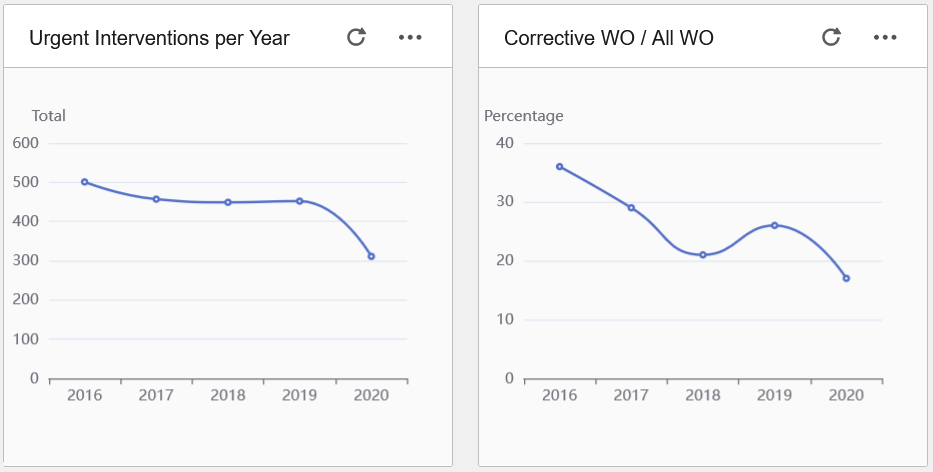 Urgent Interventions per Year
Total
600
500
400
300
200
100
0
2016 2017 2018 2019 2020
Corrective WO / All WO
Percentage
40
30
20
10
0
2016 2017 2018 2019 2020